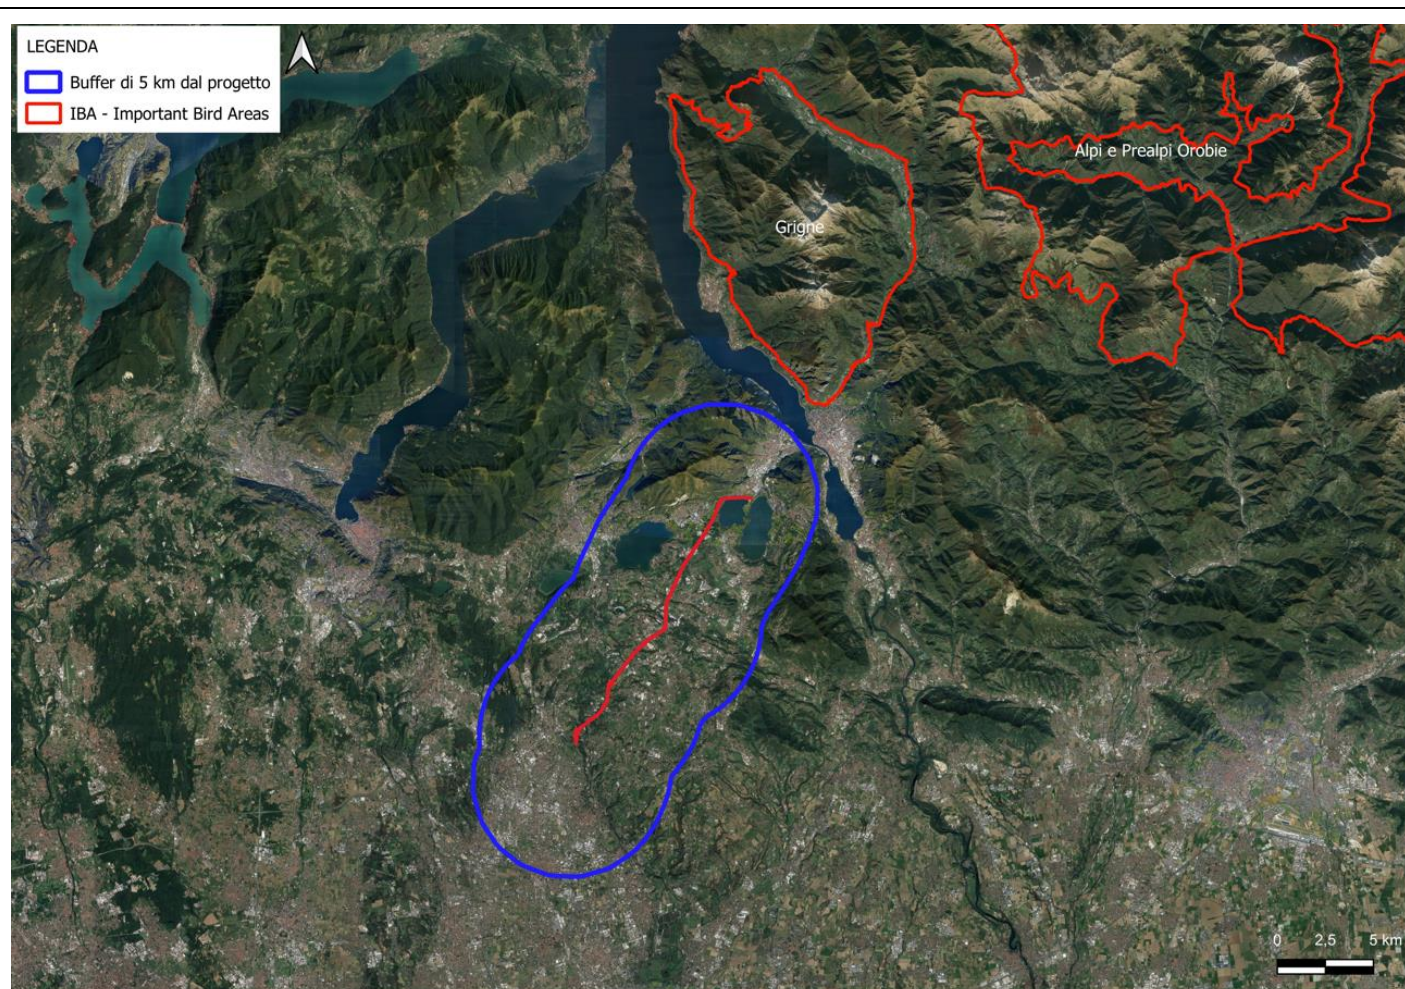 LEGENDA
Buffer di 5 km dal progetto
IBA - Important Bird Areas
Alpi e Prealpi Orobie
Grigne
0 2,5 5 km